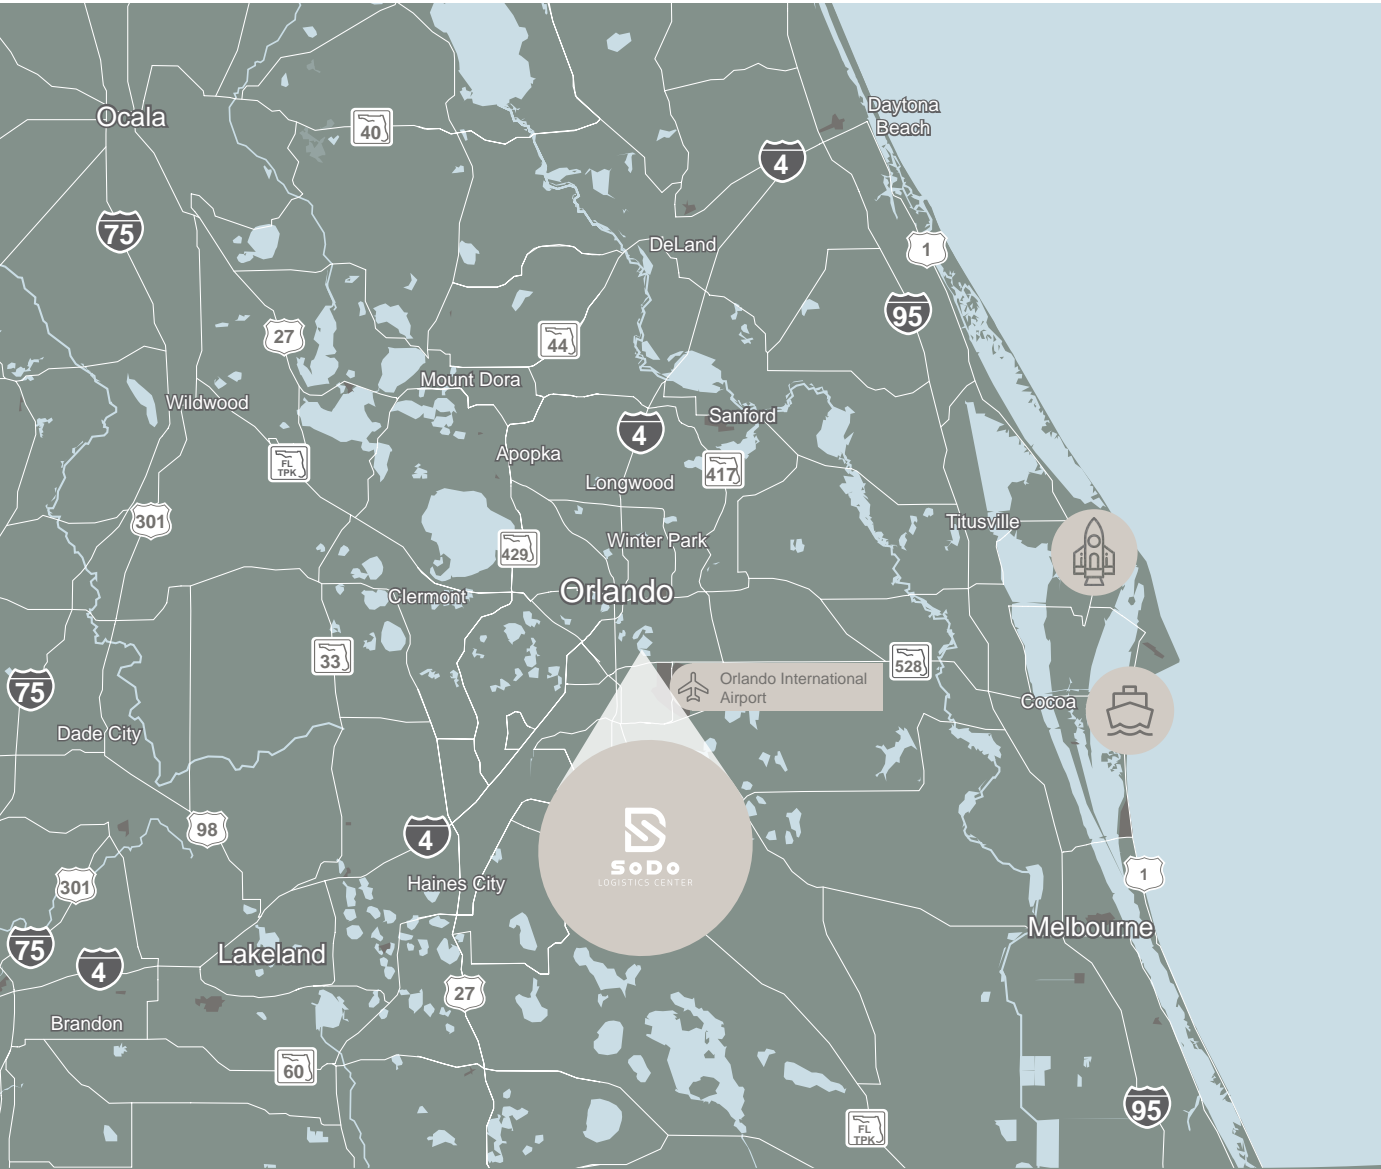 Daytona
Beach
Ocala
40
4
75
DeLand
1
95
27
44
Mount Dora
Wildwood
Sanford
4
Apopka
FL
TPK
417
Longwood
301
Titusville
Winter Park
429
Orlando
Clermont
33
528
Orlando International
Airport
75
Cocoa
Dade City
98
4
SoDo
LOGISTICS CENTER
301
Haines City
1
75
Melbourne
Lakeland
4
27
Brandon
60
95
FL
TPK